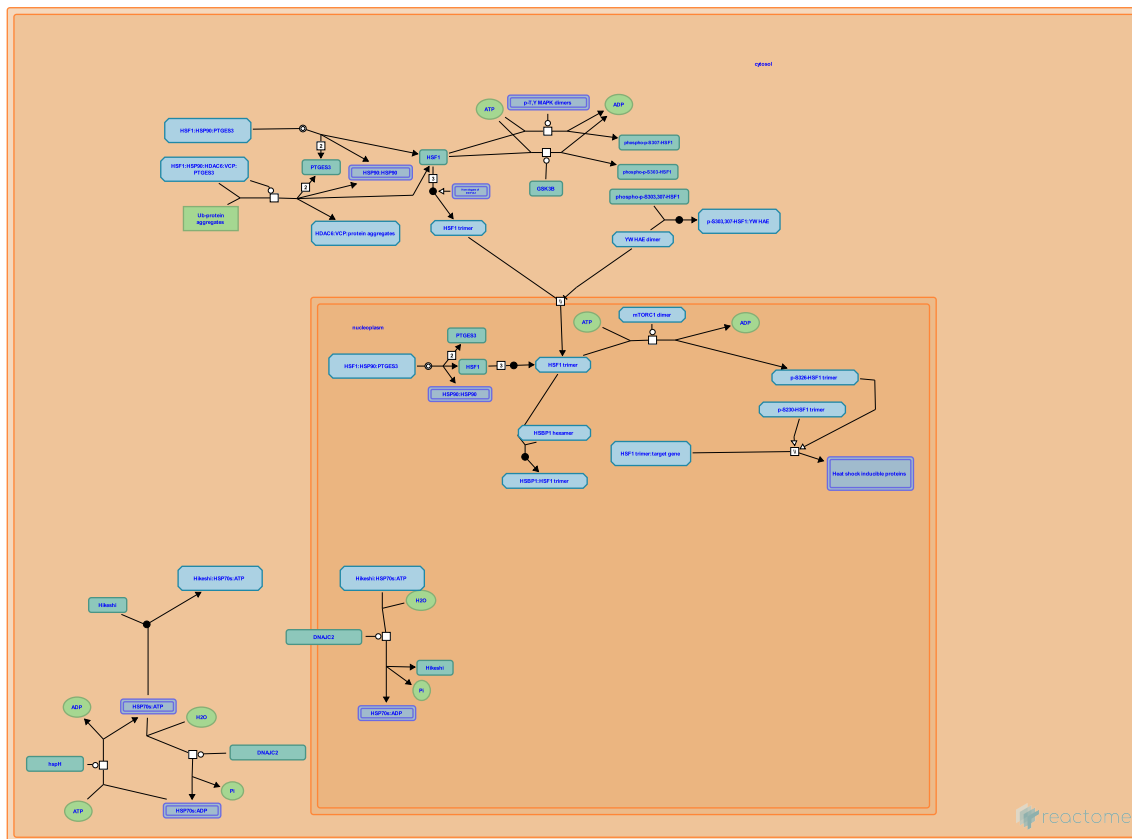 cytosol
ATP
p-T,Y MAPK dimers
ADP
HSF1:HSP90:PTGES3
2
HSF1
phospho-p-S307-HSF1
HSF1:HSP90:HDAC6:VCP:
PTGES3
PTGES3
HSP90:HSP90
phospho-p-S303-HSF1
2
3
GSK3B
phospho-p-S303,307-HSF1
Ub-protein
aggregates
HDAC6:VCP:protein aggregates
HSF1 trimer
p-S303,307-HSF1:YWHAE
YWHAE dimer
nucleoplasm
ATP
mTORC1 dimer
ADP
PTGES3
2
HSF1:HSP90:PTGES3
HSF1
3
HSF1 trimer
p-S326-HSF1 trimer
HSP90:HSP90
p-S230-HSF1 trimer
HSBP1 hexamer
HSF1 trimer:target gene
Heat shock inducible proteins
HSBP1:HSF1 trimer
Hikeshi:HSP70s:ATP
Hikeshi:HSP70s:ATP
Hikeshi
H2O
DNAJC2
Hikeshi
Pi
ADP
HSP70s:ATP
H2O
HSP70s:ADP
DNAJC2
hspH
Pi
ATP
HSP70s:ADP
reactome